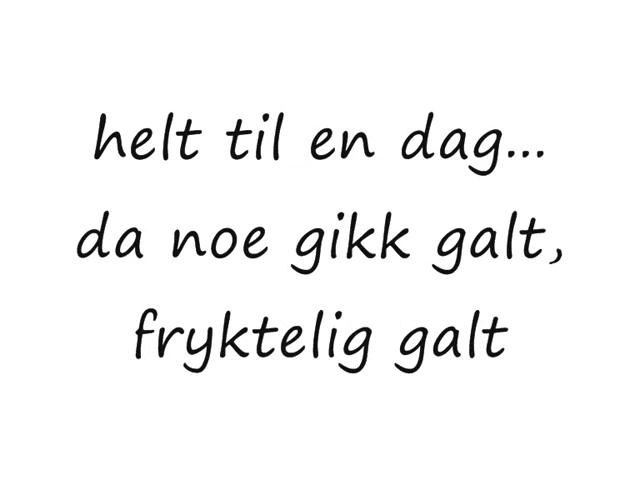 helt til en dag...
da noe gikk galt,
fryktelig galt